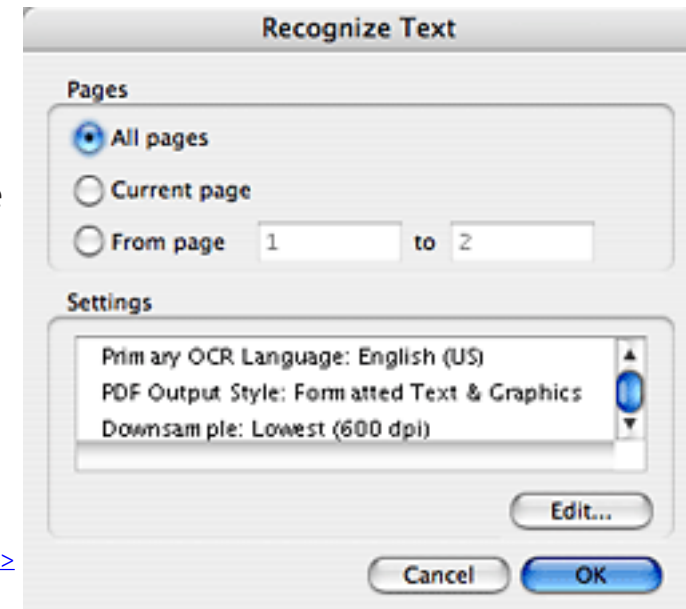 Recognize Text
Pages
All pages
Current page
From page 1 to 2
Settings
Primary OCR Language: English (US)
PDF Output Style: Formatted Text & Graphics
Downsample: Lowest (600 dpi)
Edit...
>
Cancel OK